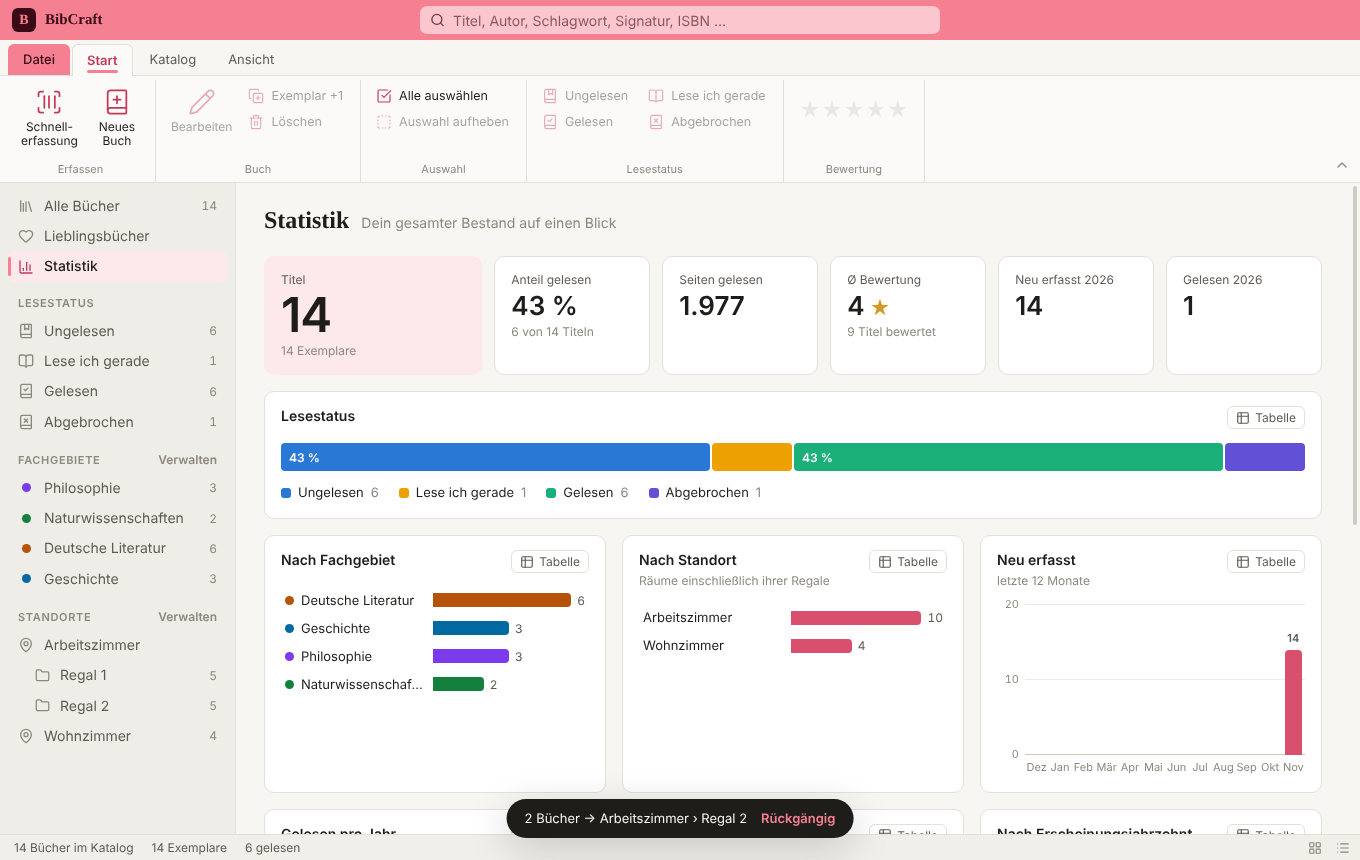 B BibCraft
Titel, Autor, Schlagwort, Signatur, ISBN ...
Datei Start Katalog Ansicht
Schnell-
erfassung
Neues
Buch
Erfassen
Bearbeiten
Exemplar +1
Löschen
Buch
Alle auswählen
Auswahl aufheben
Auswahl
Ungelesen
Lese ich gerade
Gelesen
Abgebrochen
Lesestatus
Bewertung
Alle Bücher 14
Lieblingsbücher
Statistik
LESESTATUS
Ungelesen 6
Lese ich gerade 1
Gelesen 6
Abgebrochen 1
FACHGEBIETE Verwalten
Philosophie 3
Naturwissenschaften 2
Deutsche Literatur 6
Geschichte 3
STANDORTE Verwalten
Arbeitszimmer
Regal 1 5
Regal 2 5
Wohnzimmer 4
Statistik Dein gesamter Bestand auf einen Blick
Titel
14
14 Exemplare
Anteil gelesen
43 %
6 von 14 Titeln
Seiten gelesen
1.977
Ø Bewertung
4 ★
9 Titel bewertet
Neu erfasst 2026
14
Gelesen 2026
1
Lesestatus Tabelle
43 % 43 %
Ungelesen 6 Lese ich gerade 1 Gelesen 6 Abgebrochen 1
Nach Fachgebiet Tabelle
Deutsche Literatur 6
Geschichte 3
Philosophie 3
Naturwissenschaf... 2
Nach Standort Tabelle
Räume einschließlich ihrer Regale
Arbeitszimmer 10
Wohnzimmer 4
Neu erfasst Tabelle
letzte 12 Monate
20
14
10
0
Dez Jan Feb Mär Apr Mai Jun Jul Aug Sep Okt Nov
Gelesen pro Jahr
Tabelle
Nach Erscheinungsjahrzehnt Tabelle
2 Bücher → Arbeitszimmer › Regal 2 Rückgängig
14 Bücher im Katalog 14 Exemplare 6 gelesen